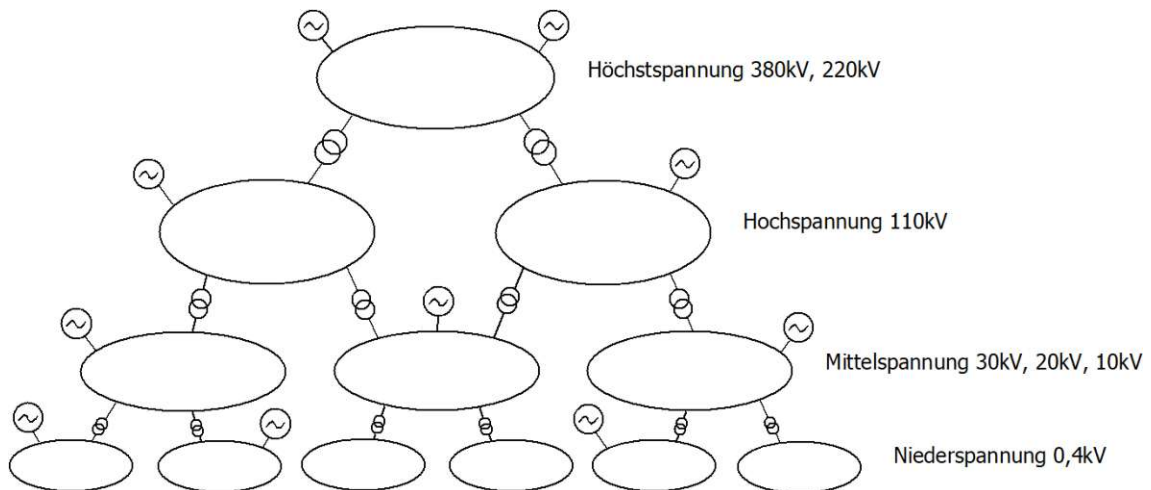 Höchstspannung 380kV, 220kV
Hochspannung 110kV
Mittelspannung 30kV, 20kV, 10kV
Niederspannung 0,4kV